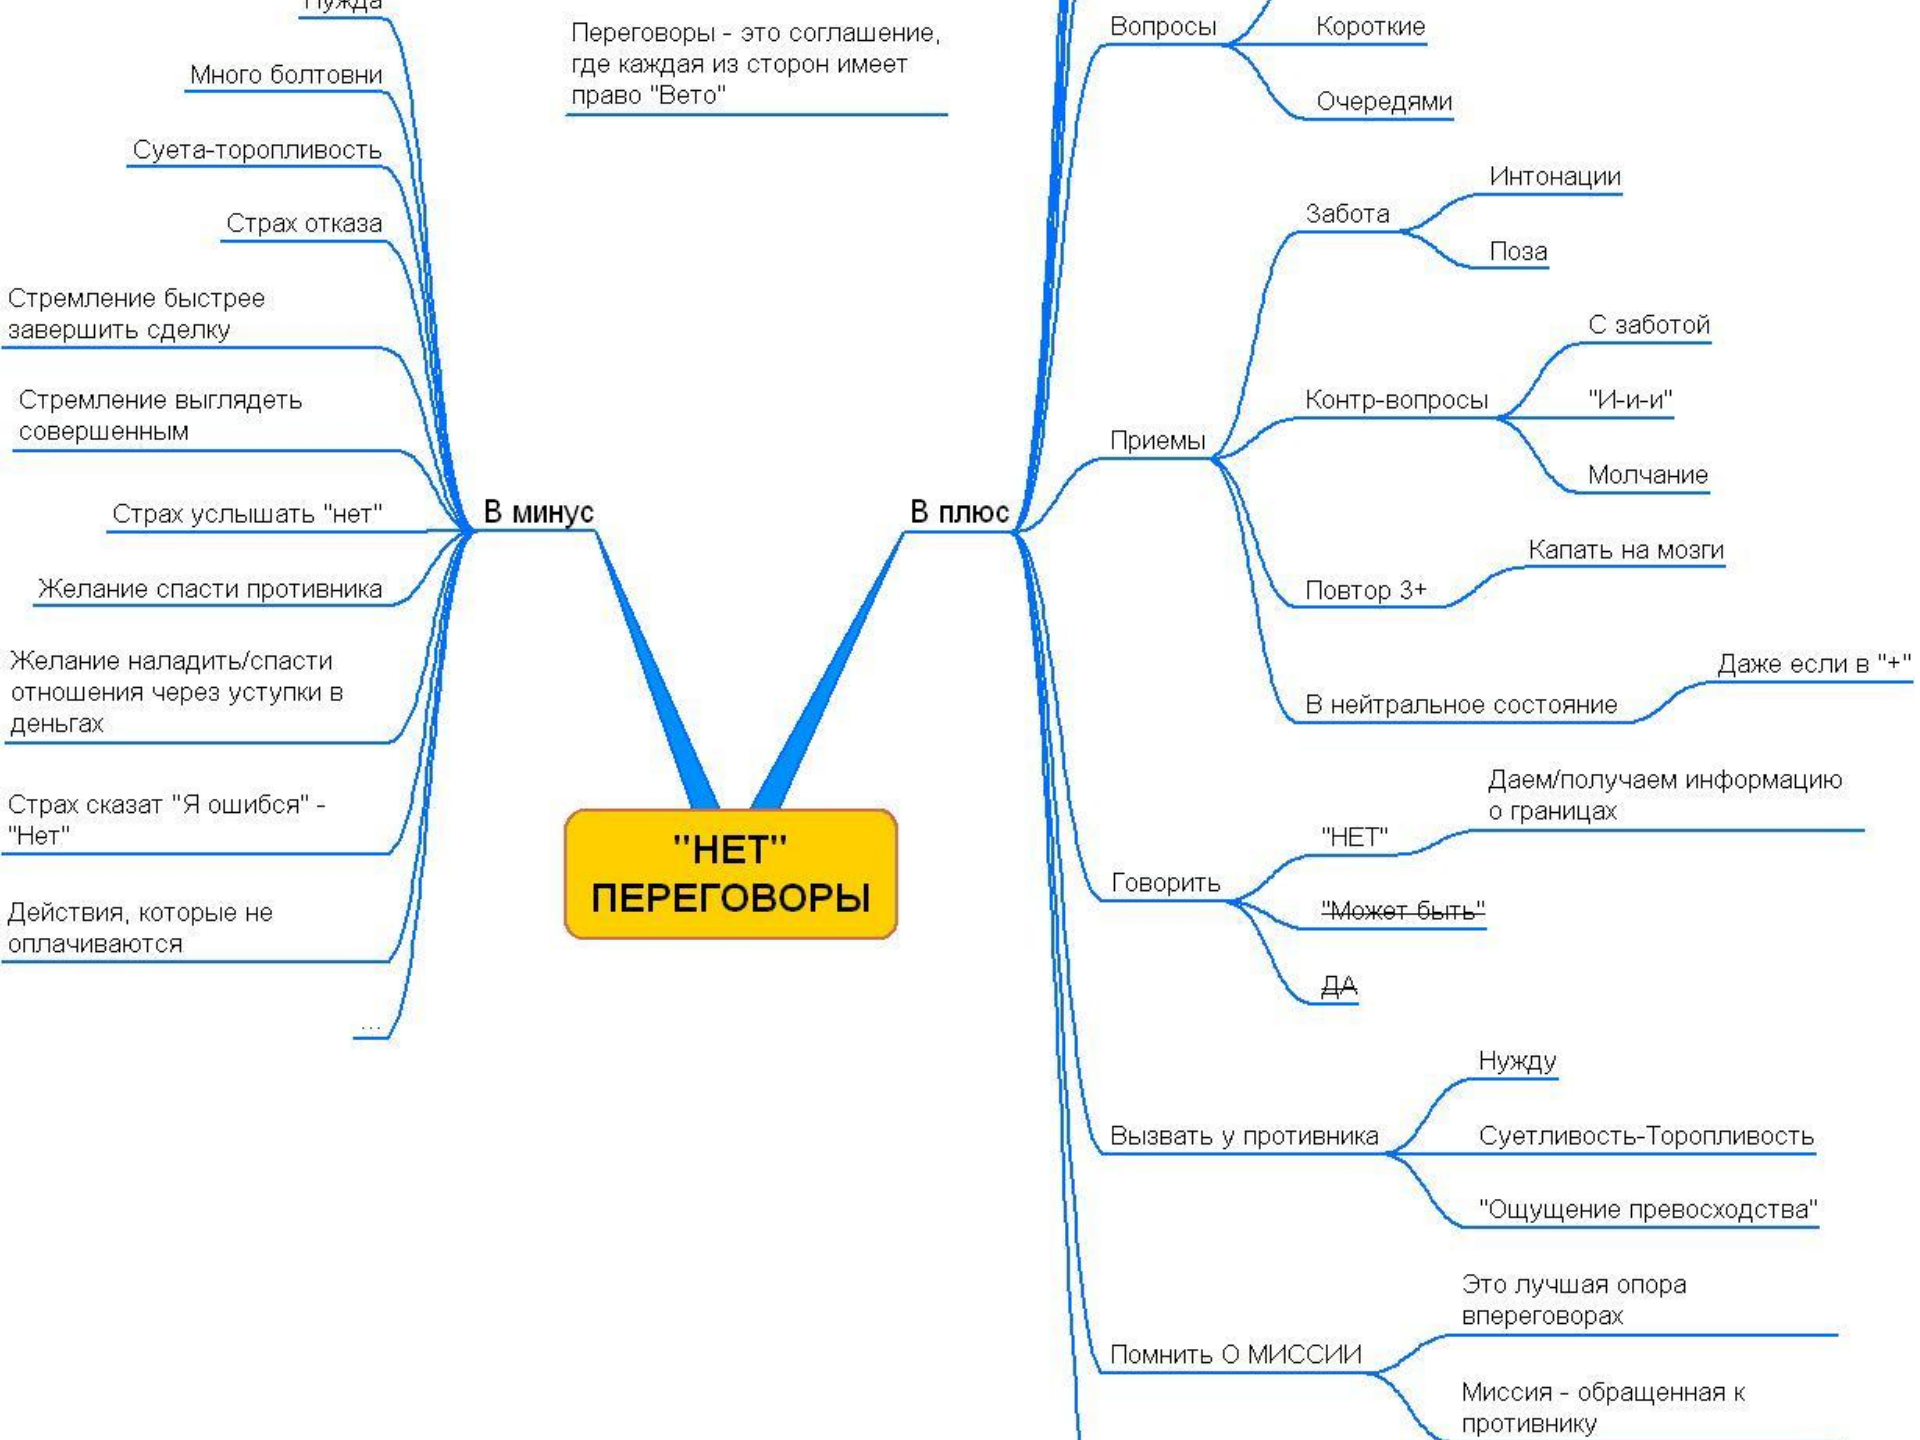 Нужда
Много болтовни
Суета-торопливость
Страх отказа
Стремление быстрее
завершить сделку
Стремление выглядеть
совершенным
Страх услышать "нет"
Желание спасти противника
Желание наладить/спасти
отношения через уступки в
деньгах
Страх сказат "Я ошибся" -
"Нет"
Действия, которые не
оплачиваются
...
В минус
Переговоры - это соглашение,
где каждая из сторон имеет
право "Вето"
"НЕТ"
ПЕРЕГОВОРЫ
В плюс
Вопросы
Короткие
Очередями
Приемы
Забота
Интонации
Поза
Контр-вопросы
С заботой
"И-и-и"
Молчание
Повтор 3+
Капать на мозги
В нейтральное состояние
Даже если в "+"
Говорить
"НЕТ"
Даем/получаем информацию
о границах
"Может быть"
ДА
Вызвать у противника
Нужду
Суетливость-Торопливость
"Ощущение превосходства"
Помнить О МИССИИ
Это лучшая опора
впереговорах
Миссия - обращенная к
противнику